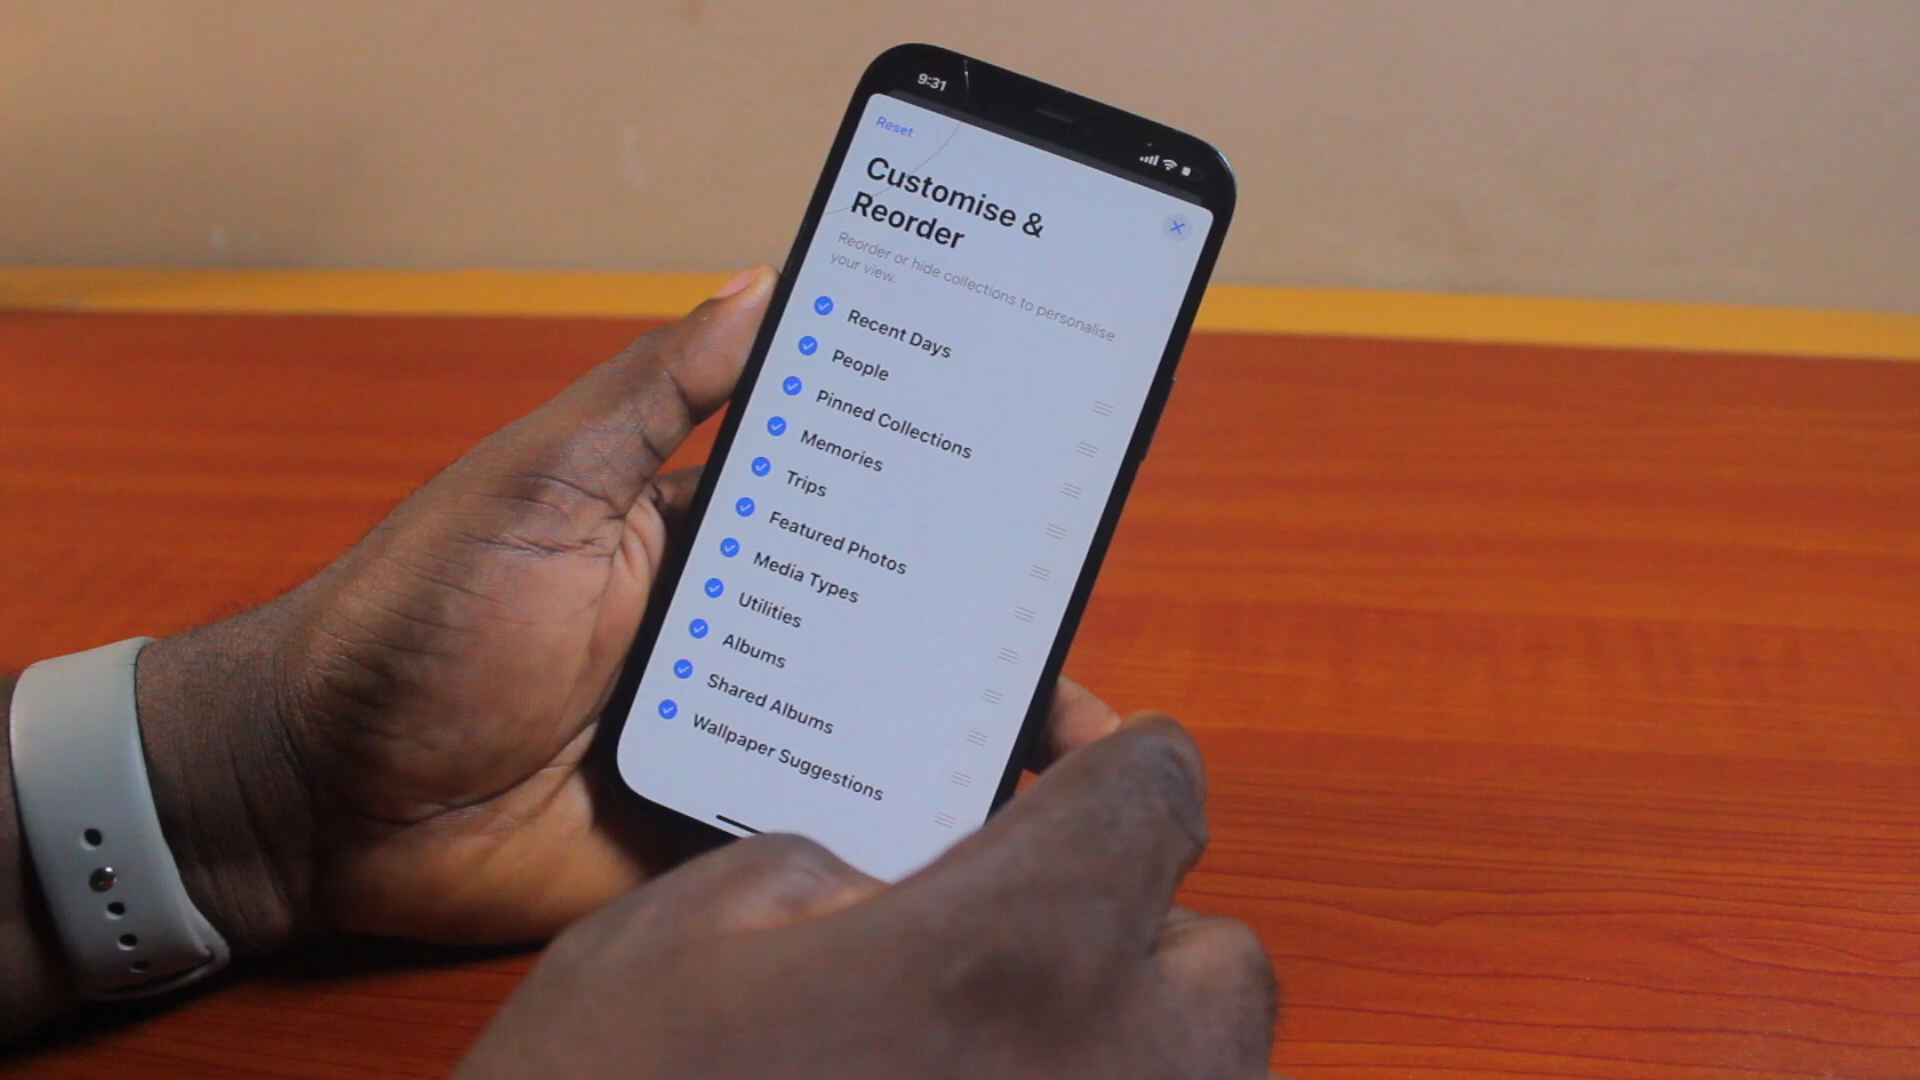 9:31
Reset
Customise &
Reorder
Reorder or hide collections to personalise
your view.
Recent Days
People
Pinned Collections
Memories
Trips
Featured Photos
Media Types
Utilities
Albums
Shared Albums
Wallpaper Suggestions